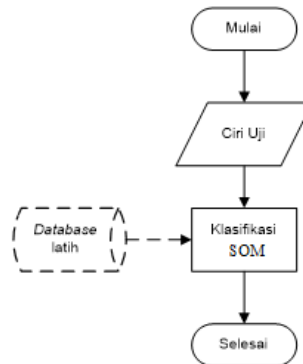 Mulai
Ciri Uji
Database
latih
Klasifikasi
SOM
Selesai